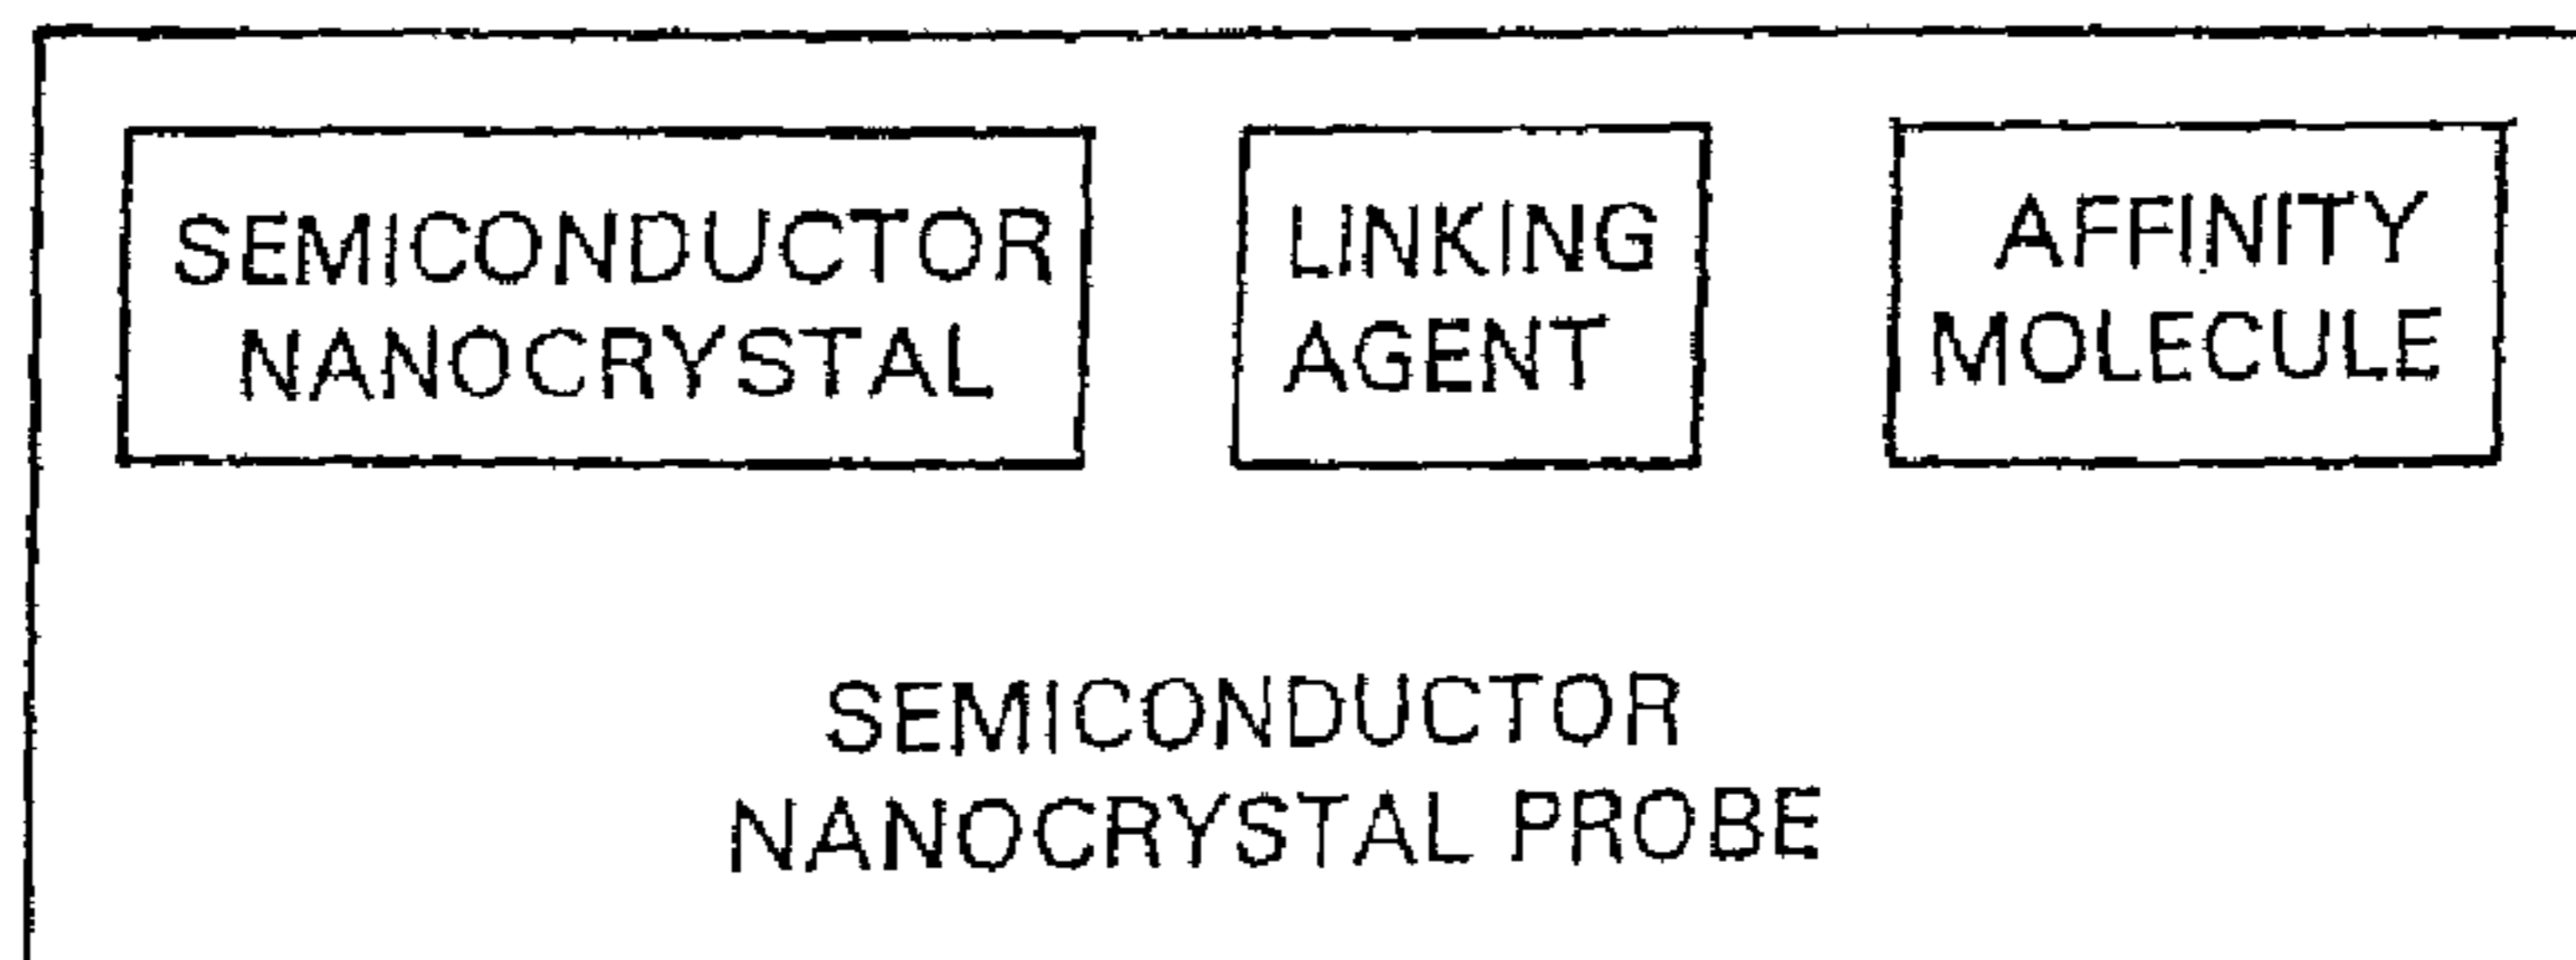 SEMICONDUCTOR
NANOCRYSTAL
LINKING
AGENT
AFFINITY
MOLECULE
SEMICONDUCTOR
NANOCRYSTAL PROBE